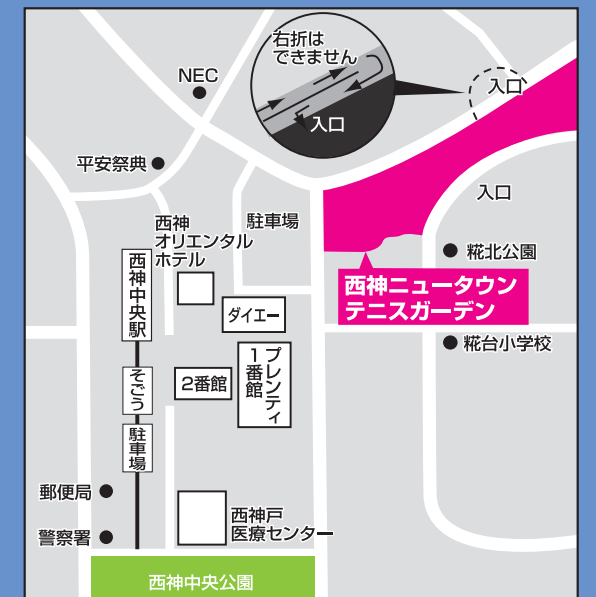 右折は
できません
NEC
入口
入口
平安祭典
入口
西神
オリエンタル
ホテル
駐車場
糀北公園
西神中央駅
西神ニュータウン
テニスガーデン
ダイエー
糀台小学校
プレンティ
1番館
そごう
2番館
駐車場
郵便局
西神戸
医療センター
警察署
西神中央公園